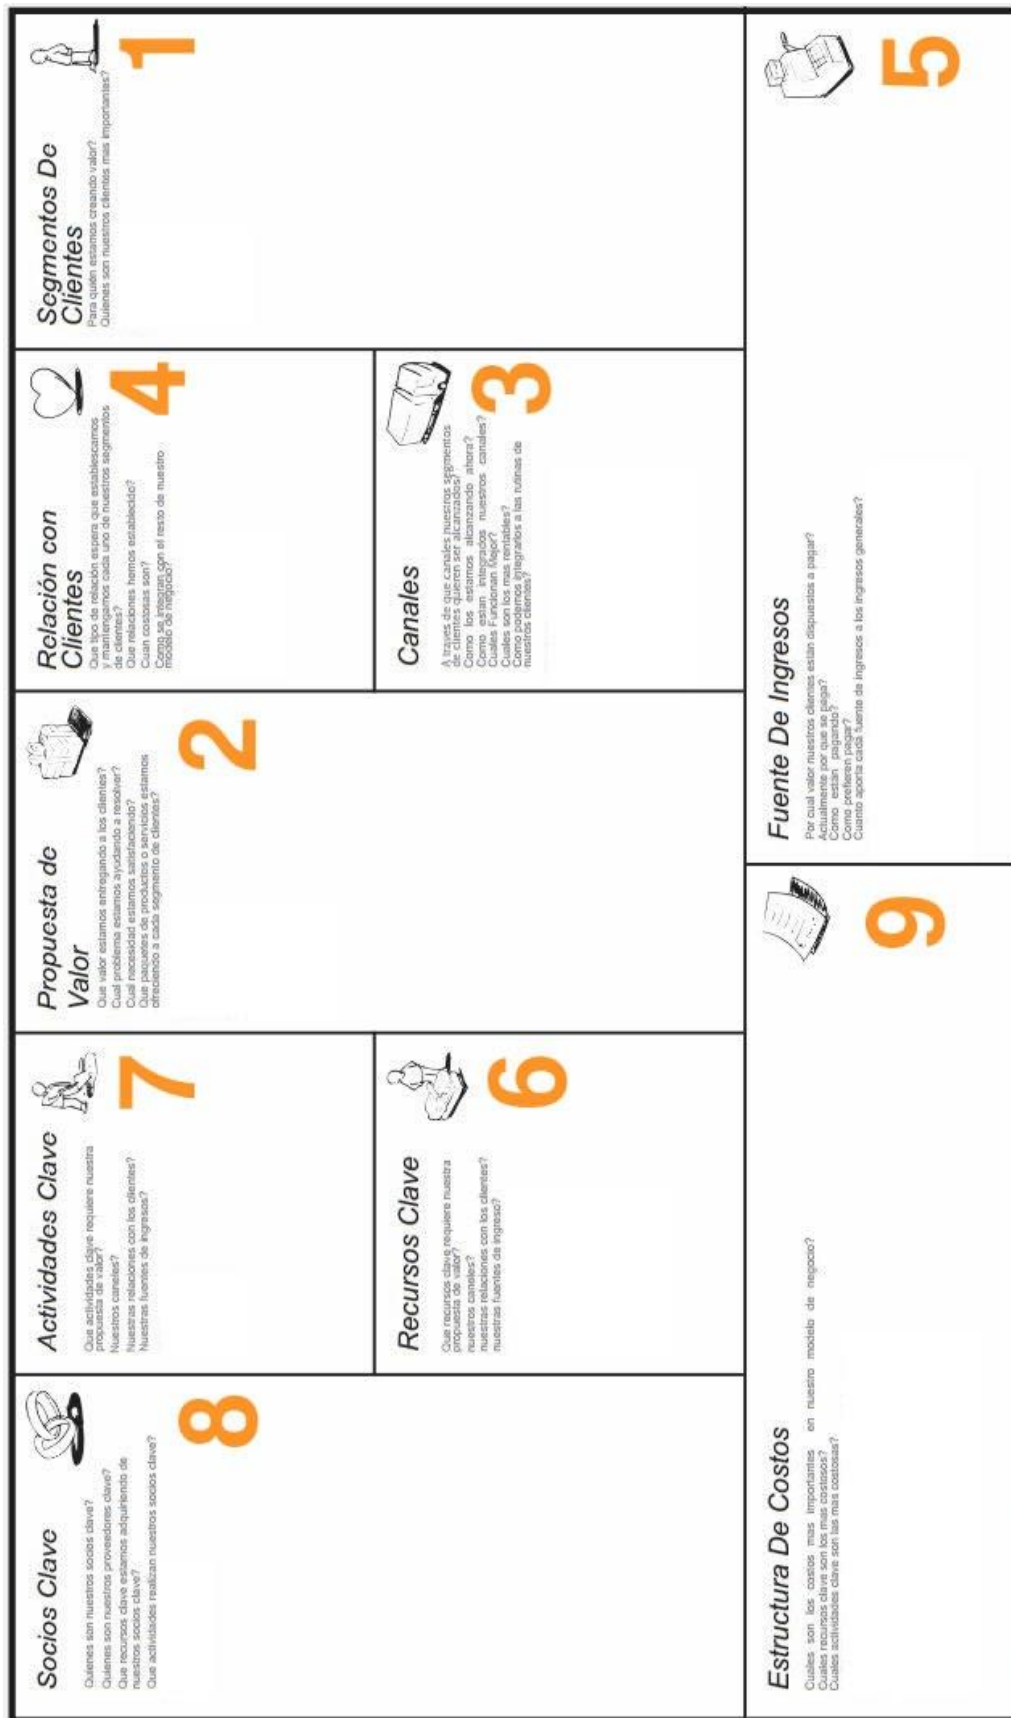 Socios Clave
Quienes son nuestros socios clave?
Quienes son nuestro proveedores clave?
Que recursos clave estamos adquiriendo de
nuestros socios clave?
Que actividades realizan nuestros socios clave?
8
Actividades Clave
Que actividades clave requiere nuestra
propuesta de valor?
Nuestros caneles?
Nuestras relaciones con los clientes?
Nuestras fuentes de ingresos?
7
Recursos Clave
Que recursos clave requiere nuestra
propuesta de valor?
nuestros caneles?
nuestras relaciones con los clientes?
nuestras fuentes de ingreso?
6
Propuesta de
Valor
Que valor estamos entregando a los clientes?
Cual problema estamos ayudando a resolver?
Cual necesidad estamos satisfaciendo?
Que paquetes de productos o servicios estamos
ofreciendo a cada segmento de clientes?
2
Relación con
Clientes
Que tipo de relación espera que establescamos
y mantengamos cada uno de nuestros segmentos
de clientes?
Que relaciones hemos establecido?
Cuan costosas son?
Como se integran con el resto de nuestro
modelo de negocio?
4
Canales
A traves de que canales nuestros segmentos
de clientes quieren ser alcanzados?
Como los estamos alcanzando ahora?
Como estan integrados nuestros canales?
Cuales Funcionan Mejor?
Cuales son los mas rentables?
Como podemos integrarlos a las rutinas de
nuestros clientes?
3
Segmentos De
Clientes
Para quién estamos creando valor?
Quienes son nuestros clientes mas importantes?
1
Estructura De Costos
Cuales son los costos mas importantes en nuestro modelo de negocio?
Cuales recursos clave son los mas costosos?
Cuales actividades clave son las mas costosas?
9
Fuente De Ingresos
Por cual valor nuestros clientes están dispuestos a pagar?
Actualmente por que se paga?
Como están pagando?
Como prefieren pagar?
Cuanto aporta cada fuente de ingresos a los ingresos generales?
5